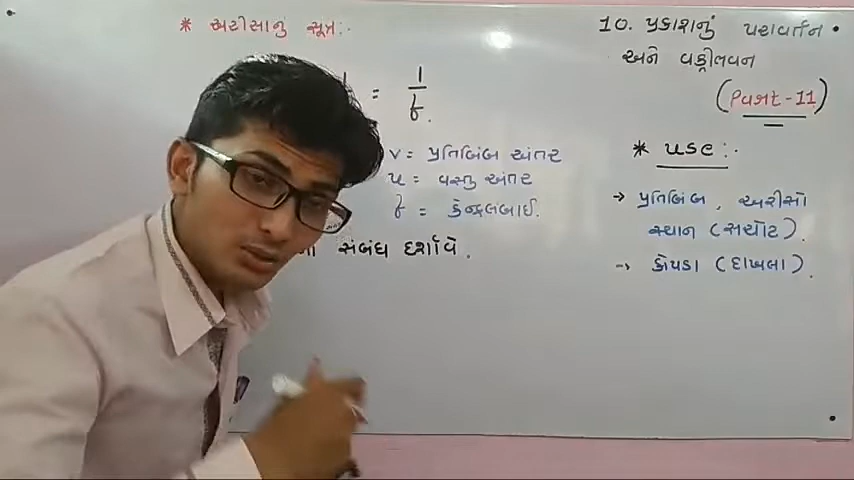 * અરીસાનું સૂત્ર:-
= 1/f.
v = પ્રતિબિંબ અંતર
u = વસ્તુ અંતર
f = કેન્દ્રલંબાઈ.
સંબંધ દર્શાવે.
10. પ્રકાશનું પરાવર્તન
અને વક્રીભવન
(Part-11)
* પડદ:-
→ પ્રતિબિંબ, અરીસો
સ્થાન (સચોટ).
→ કોયડા (દાખલા).